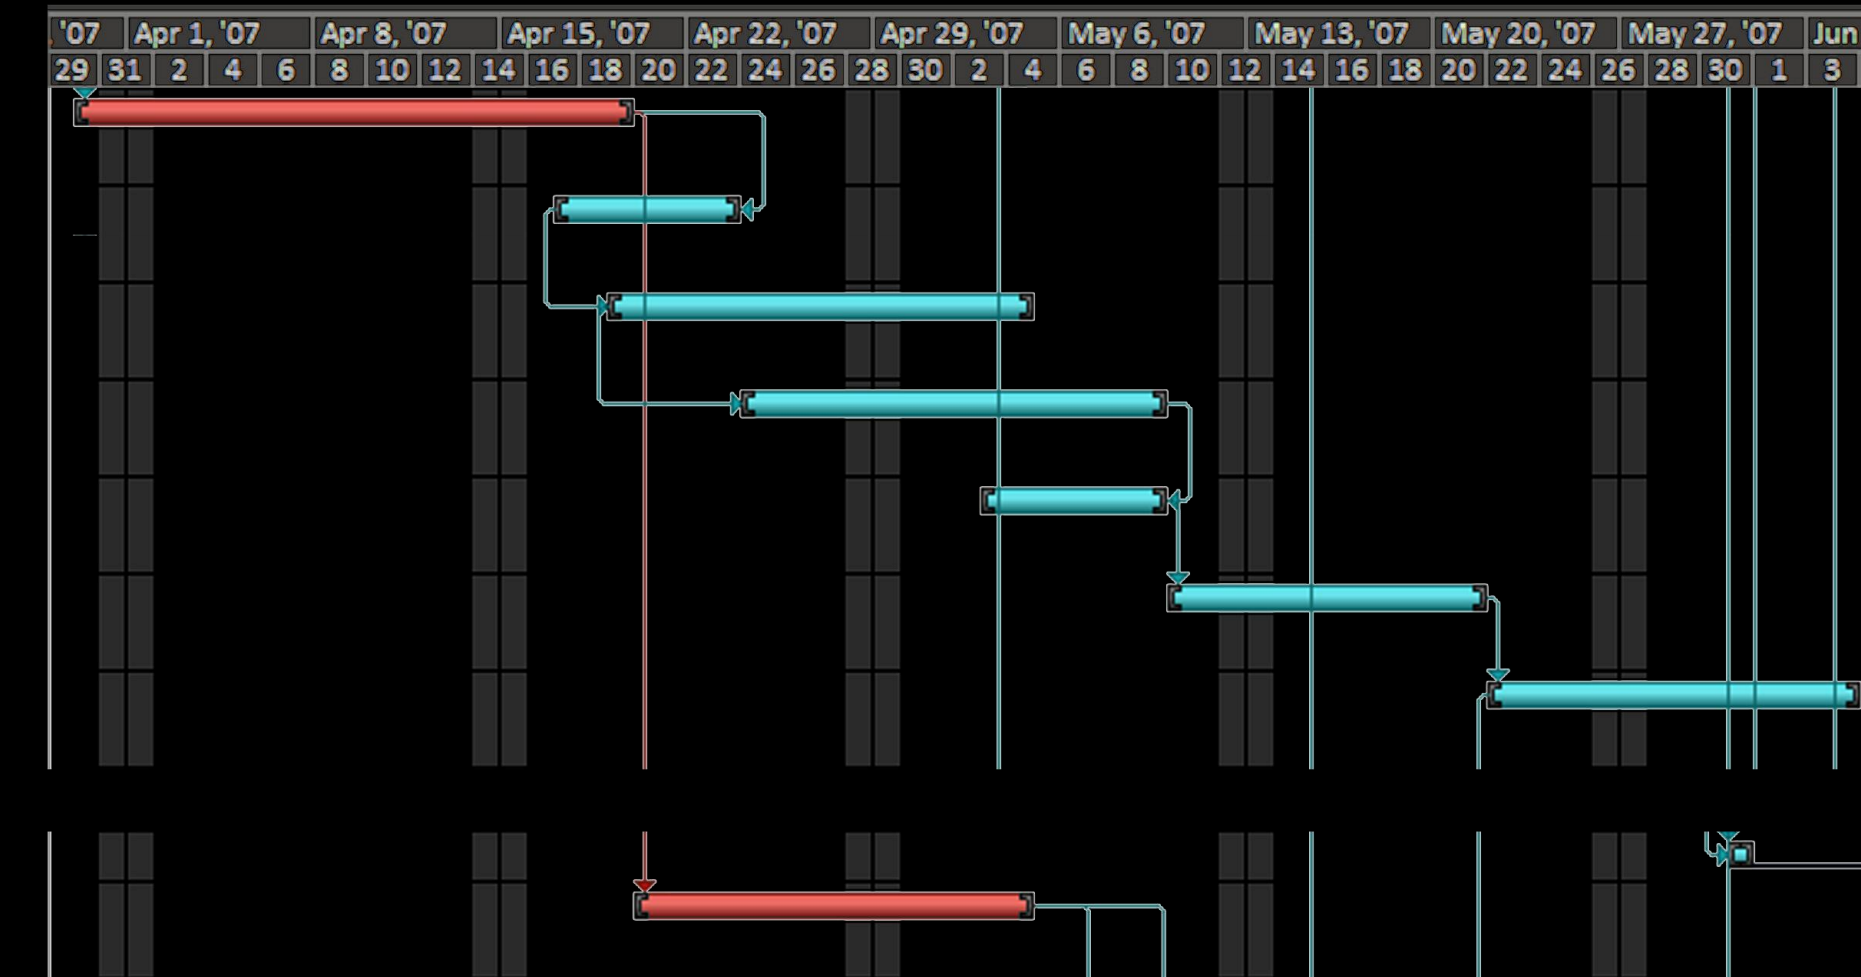 '07 Apr 1, '07 Apr 8, '07 Apr 15, '07 Apr 22, '07 Apr 29, '07 May 6, '07 May 13, '07 May 20, '07 May 27, '07 Jun
29 31 2 4 6 8 10 12 14 16 18 20 22 24 26 28 30 2 4 6 8 10 12 14 16 18 20 22 24 26 28 30 1 3